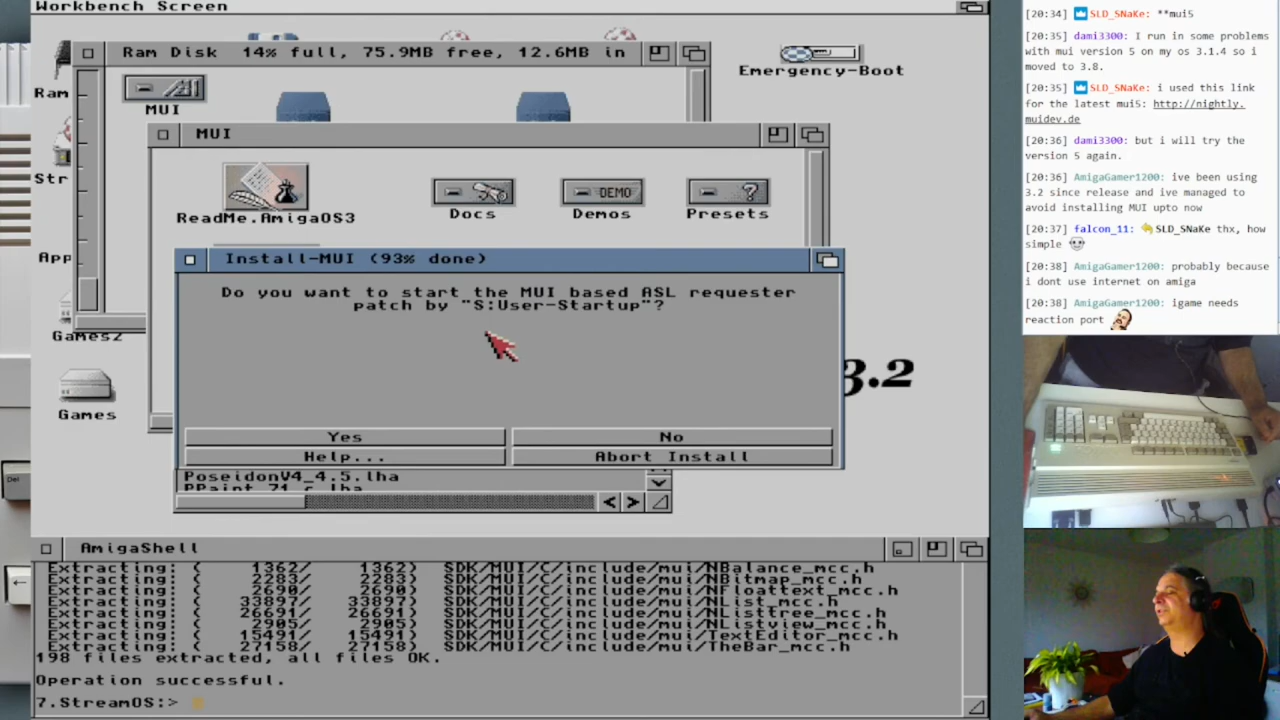 Workbench Screen
Ram Disk 14% full, 75.9MB free, 12.6MB in
Emergency-Boot
Ram
MUI
MUI
Str
ReadMe.AmigaOS3
Docs
DEMO
Demos
Presets
App
Install-MUI (93% done)
Do you want to start the MUI based ASL requester
patch by "S:User-Startup"?
Games2
3.2
Games
Yes
No
Help...
Abort Install
PoseidonV4_4.5.lha
PPaint_71_c.lha
AmigaShell
Extracting: ( 1362/ 1362) SDK/MUI/C/include/mui/NBalance_mcc.h
Extracting: ( 2283/ 2283) SDK/MUI/C/include/mui/NBitmap_mcc.h
Extracting: ( 2690/ 2690) SDK/MUI/C/include/mui/NFloattext_mcc.h
Extracting: ( 33897/ 33897) SDK/MUI/C/include/mui/NList_mcc.h
Extracting: ( 26691/ 26691) SDK/MUI/C/include/mui/NListtree_mcc.h
Extracting: ( 2905/ 2905) SDK/MUI/C/include/mui/NListview_mcc.h
Extracting: ( 15491/ 15491) SDK/MUI/C/include/mui/TextEditor_mcc.h
Extracting: ( 27158/ 27158) SDK/MUI/C/include/mui/TheBar_mcc.h
198 files extracted, all files OK.
Operation successful.
7.StreamOS:>
Del
[20:34] SLD_SNaKe: **mui5
[20:35] dami3300: I run in some problems
with mui version 5 on my os 3.1.4 so i
moved to 3.8.
[20:35] SLD_SNaKe: i used this link
for the latest mui5: http://nightly.
muidev.de
[20:36] dami3300: but i will try the
version 5 again.
[20:36] AmigaGamer1200: ive been using
3.2 since release and ive managed to
avoid installing MUI upto now
[20:37] falcon_11: SLD_SNaKe thx, how
simple
[20:38] AmigaGamer1200: probably because
i dont use internet on amiga
[20:38] AmigaGamer1200: igame needs
reaction port